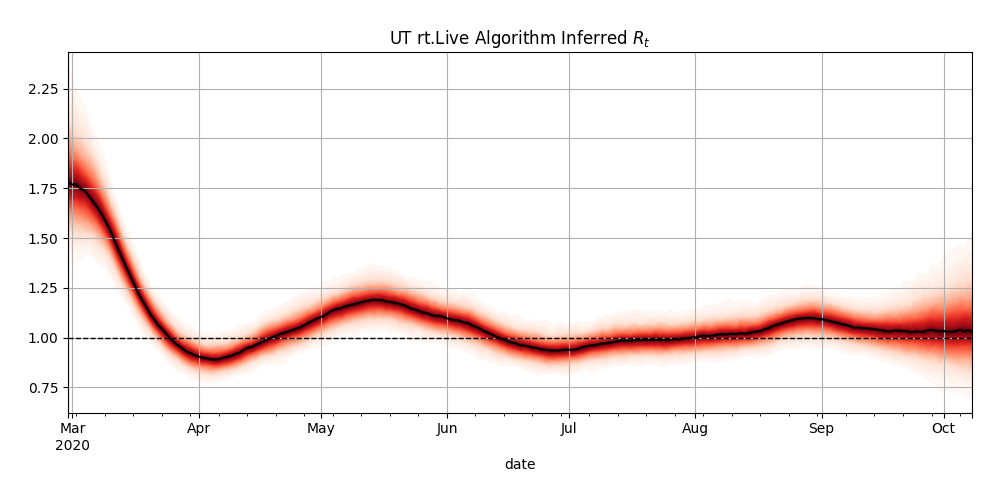 UT rt.Live Algorithm Inferred $R_t$
2.25
2.00
1.75
1.50
1.25
1.00
0.75
Mar Apr May Jun Jul Aug Sep Oct
2020
date